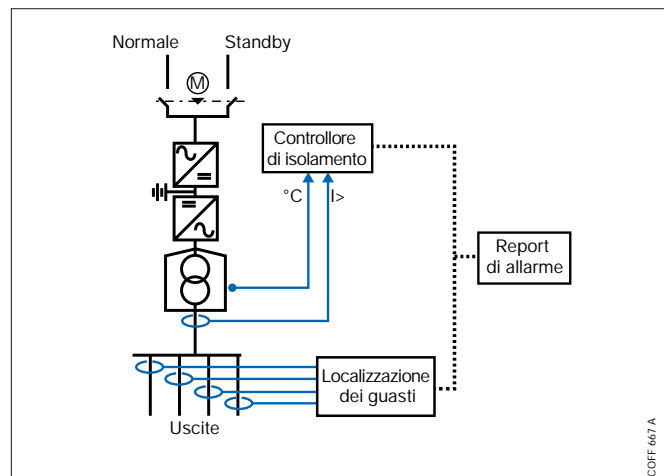 Normale
Standby
M
Controllore
di isolamento
°C
I>
Report
di allarme
Localizzazione
dei guasti
Uscite
COFF 667 A